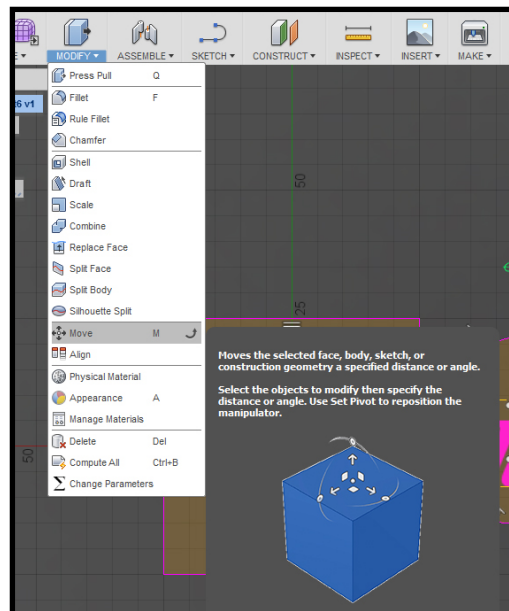 E ▾
MODIFY ▾
ASSEMBLE ▾
SKETCH ▾
CONSTRUCT ▾
INSPECT ▾
INSERT ▾
MAKE ▾
6 v1
Press Pull Q
Fillet F
Rule Fillet
Chamfer
Shell
Draft
Scale
Combine
Replace Face
Split Face
Split Body
Silhouette Split
Move M
Align
Physical Material
Appearance A
Manage Materials
Delete Del
Compute All Ctrl+B
Change Parameters
50
25
50
Moves the selected face, body, sketch, or
construction geometry a specified distance or angle.
Select the objects to modify then specify the
distance or angle. Use Set Pivot to reposition the
manipulator.